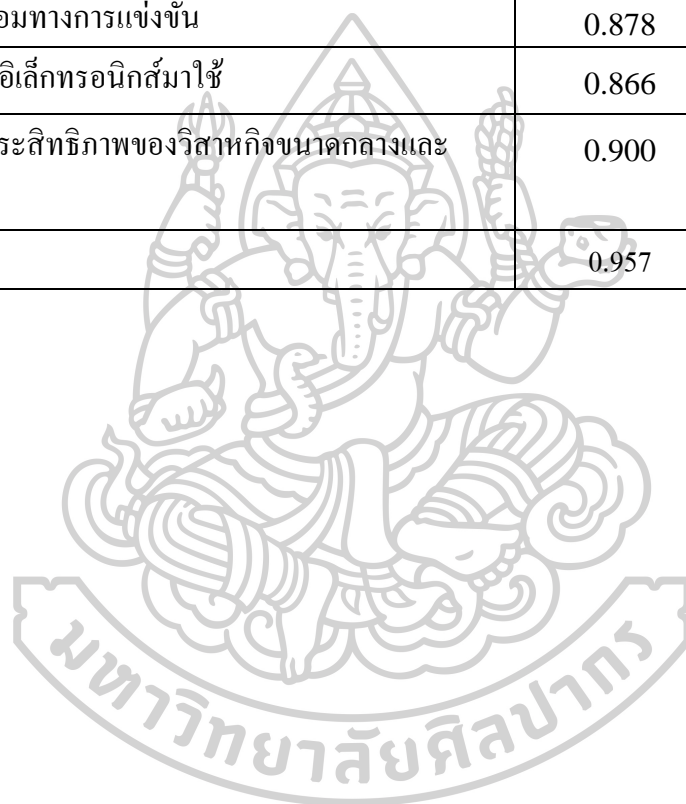 อมทางการแข่งขัน 0.878
อิเล็กทรอนิกส์มาใช้ 0.866
ระสิทธิภาพของวิสาหกิจขนาดกลางและ 0.900
0.957
มหาวิทยาลัยศิลปากร